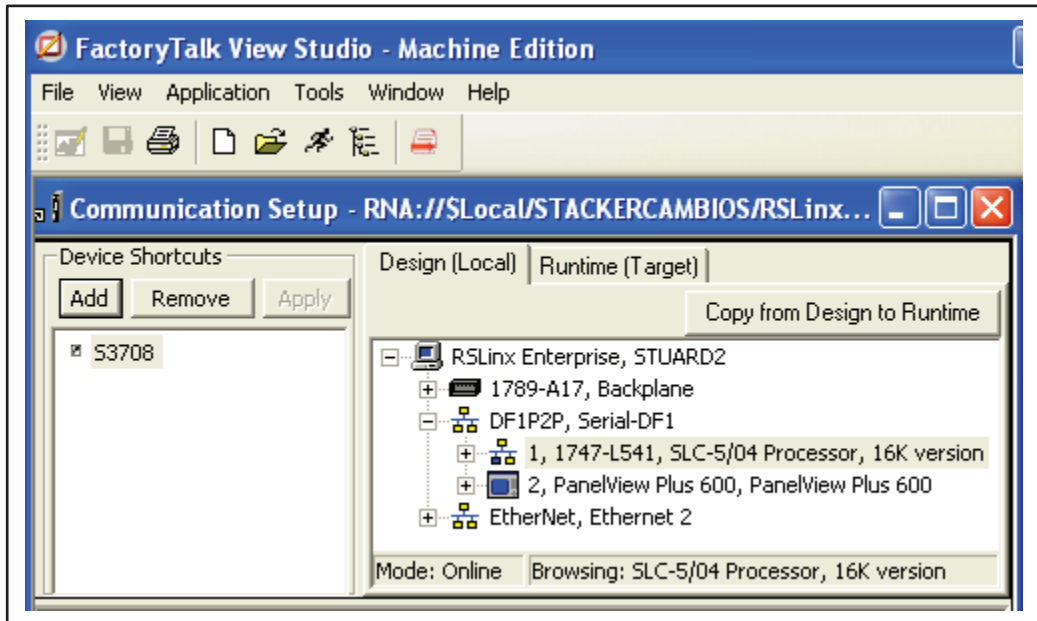 FactoryTalk View Studio - Machine Edition
File View Application Tools Window Help
Communication Setup - RNA://$Local/STACKERCAMBIOS/RSLinx...
Device Shortcuts
Add Remove Apply
S3708
Design (Local) Runtime (Target)
Copy from Design to Runtime
RSLinx Enterprise, STUARD2
1789-A17, Backplane
DF1P2P, Serial-DF1
1, 1747-L541, SLC-5/04 Processor, 16K version
2, PanelView Plus 600, PanelView Plus 600
EtherNet, Ethernet 2
Mode: Online Browsing: SLC-5/04 Processor, 16K version